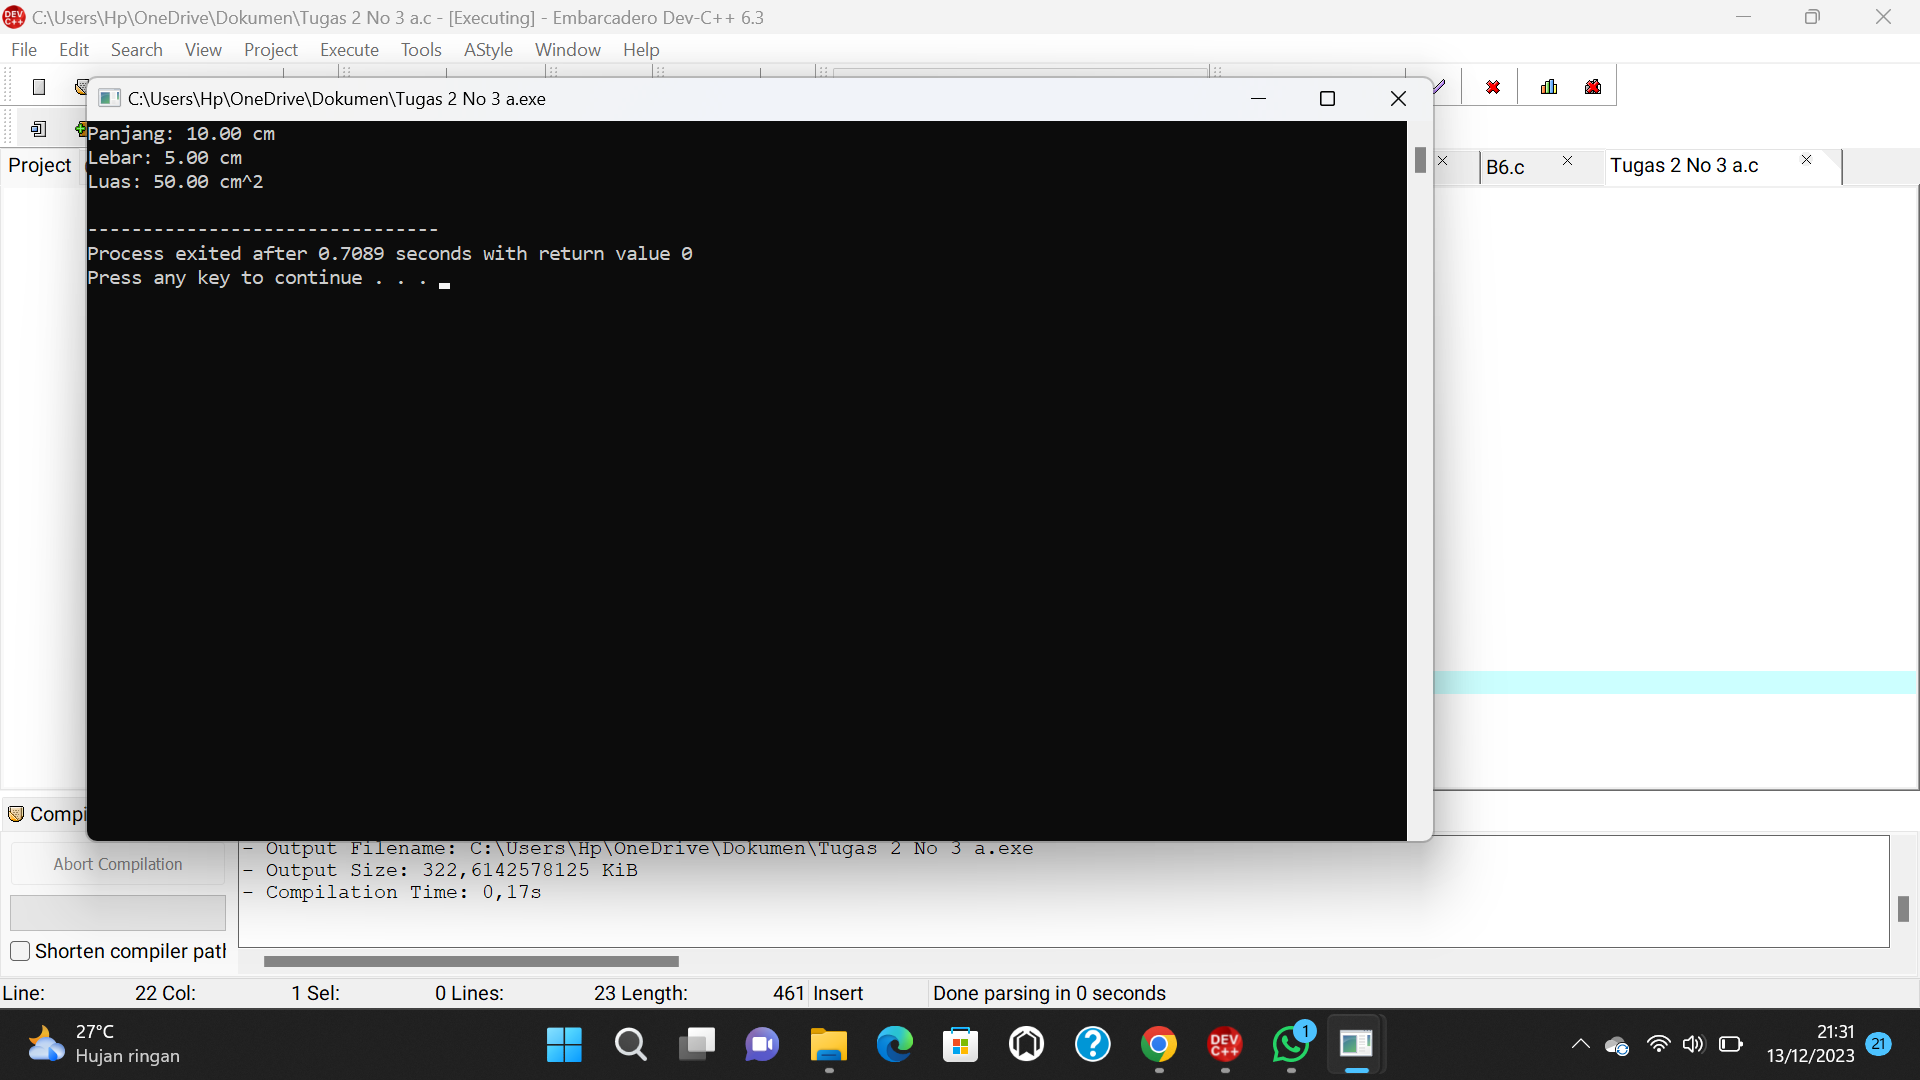 C:\Users\Hp\OneDrive\Dokumen\Tugas 2 No 3 a.c - [Executing] - Embarcadero Dev-C++ 6.3
File Edit Search View Project Execute Tools AStyle Window Help
C:\Users\Hp\OneDrive\Dokumen\Tugas 2 No 3 a.exe
Panjang: 10.00 cm
Lebar: 5.00 cm
Luas: 50.00 cm^2
--------------------------------
Process exited after 0.7089 seconds with return value 0
Press any key to continue . . .
Project
B6.c
Tugas 2 No 3 a.c
Compi
Abort Compilation
Shorten compiler pat
- Output Filename: C:\Users\Hp\OneDrive\Dokumen\Tugas 2 No 3 a.exe
- Output Size: 322,6142578125 KiB
- Compilation Time: 0,17s
Line: 22 Col: 1 Sel: 0 Lines: 23 Length: 461 Insert Done parsing in 0 seconds
27°C
Hujan ringan
DEV C++
1
21:31
13/12/2023
21